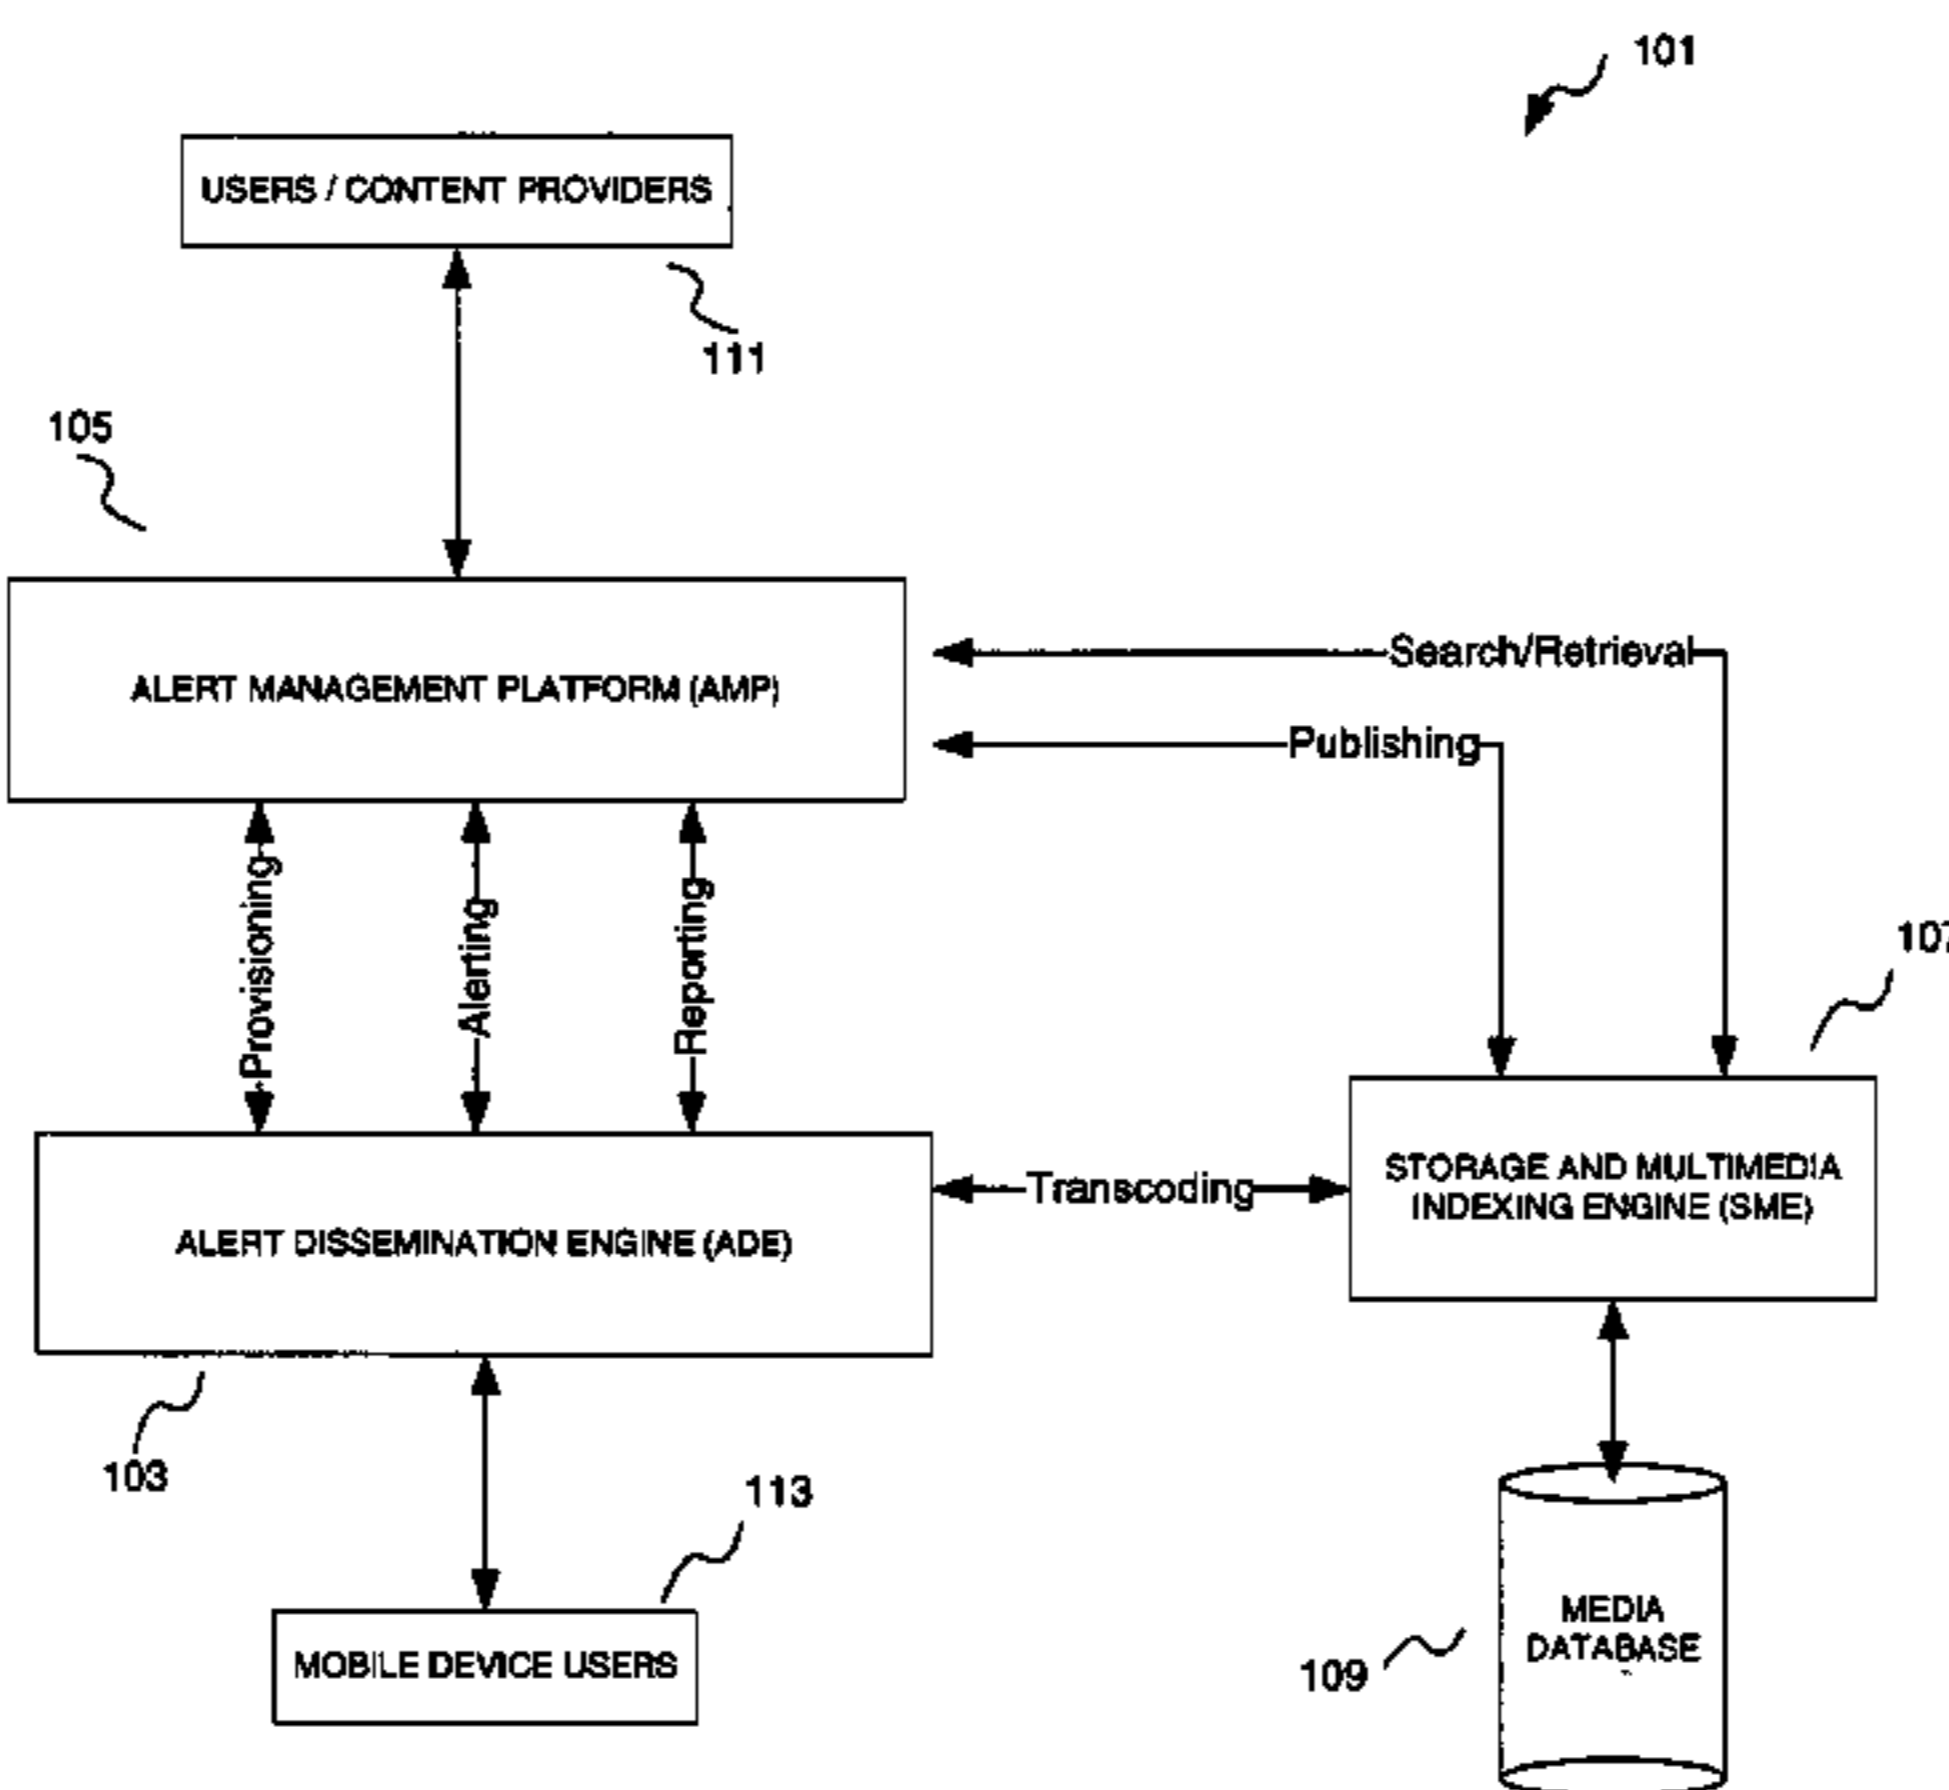 101
USERS / CONTENT PROVIDERS
111
105
ALERT MANAGEMENT PLATFORM (AMP)
Search/Retrieval
Publishing
Provisioning
Alerting
Reporting
107
STORAGE AND MULTIMEDIA
INDEXING ENGINE (SME)
Transcoding
ALERT DISSEMINATION ENGINE (ADE)
103
113
MOBILE DEVICE USERS
MEDIA
DATABASE
109